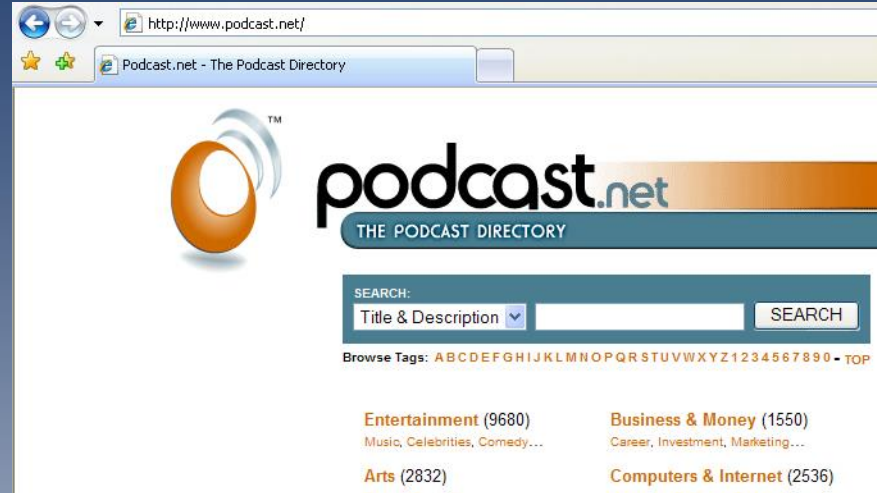 http://www.podcast.net/
Podcast.net - The Podcast Directory
TM
podcast.net
THE PODCAST DIRECTORY
SEARCH:
Title & Description SEARCH
Browse Tags: A B C D E F G H I J K L M N O P Q R S T U V W X Y Z 1 2 3 4 5 6 7 8 9 0 - TOP
Entertainment (9680) Business & Money (1550)
Music, Celebrities, Comedy... Career, Investment, Marketing...
Arts (2832) Computers & Internet (2536)